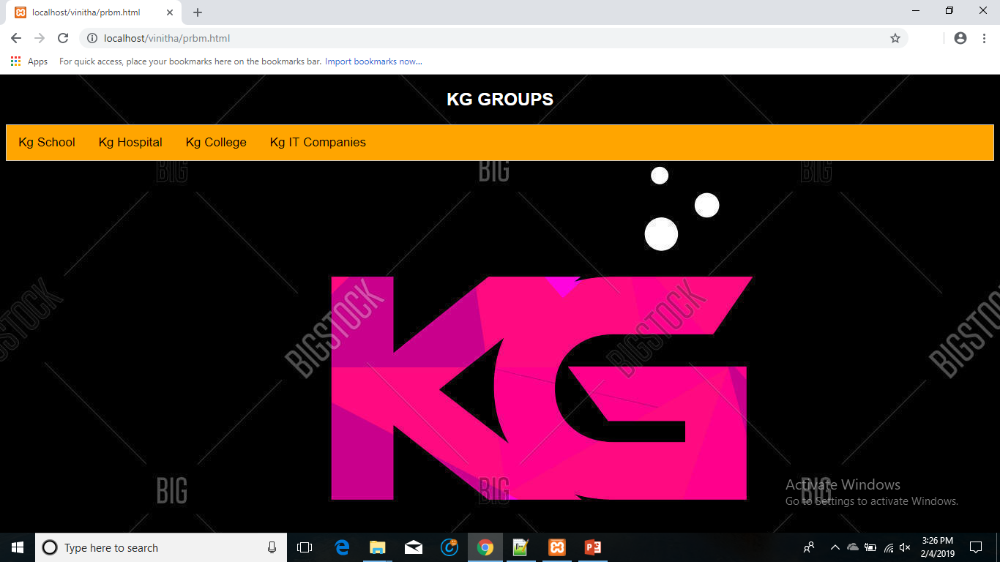 localhost/vinitha/prbm.html
localhost/vinitha/prbm.html
Apps For quick access, place your bookmarks here on the bookmarks bar. Import bookmarks now...
KG GROUPS
Kg School Kg Hospital Kg College Kg IT Companies
BIG BIG BIG
KG
BIGSTOCK BIGSTOCK BIGSTOCK BIGSTOCK
BIG BIG BIG
Activate Windows
Go to Settings to activate Windows.
Type here to search
3:26 PM
2/4/2019